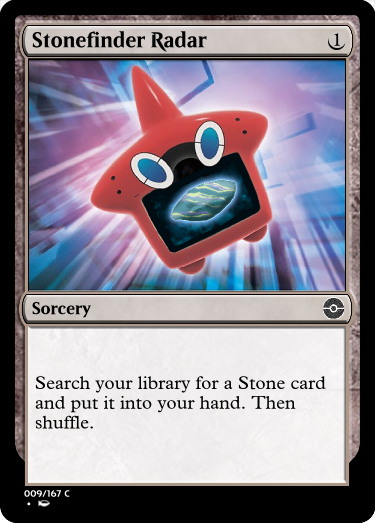 Stonefinder Radar 1
Sorcery
Search your library for a Stone card
and put it into your hand. Then
shuffle.
009/167 C